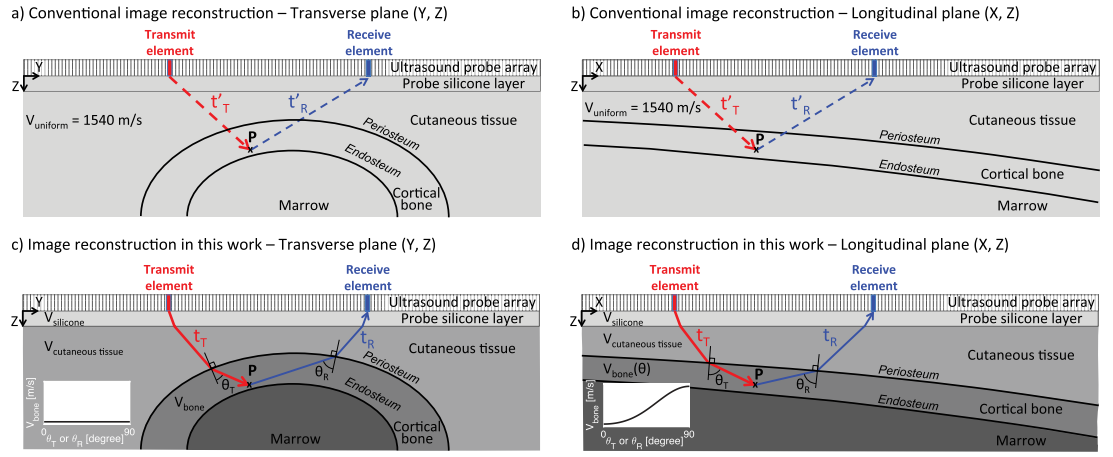 a) Conventional image reconstruction – Transverse plane (Y, Z)
Transmit
element
Receive
element
Y
Z
Ultrasound probe array
Probe silicone layer
t'T
t'R
Vuniform = 1540 m/s
Cutaneous tissue
P
Periosteum
Endosteum
Cortical
bone
Marrow
b) Conventional image reconstruction – Longitudinal plane (X, Z)
Transmit
element
Receive
element
X
Z
Ultrasound probe array
Probe silicone layer
t'T
t'R
Vuniform = 1540 m/s
Cutaneous tissue
P
Periosteum
Endosteum
Cortical bone
Marrow
c) Image reconstruction in this work – Transverse plane (Y, Z)
Transmit
element
Receive
element
Y
Z
Ultrasound probe array
Vsilicone
Probe silicone layer
tT
tR
Vcutaneous tissue
Cutaneous tissue
P
θT
θR
Periosteum
Endosteum
Vbone
Cortical
bone
Marrow
Vbone [m/s]
0
90
θT or θR [degree]
d) Image reconstruction in this work – Longitudinal plane (X, Z)
Transmit
element
Receive
element
X
Z
Ultrasound probe array
Vsilicone
Probe silicone layer
tT
tR
Vcutaneous tissue
Cutaneous tissue
Vbone(θ)
P
θT
θR
Periosteum
Endosteum
Cortical bone
Marrow
Vbone [m/s]
0
90
θT or θR [degree]